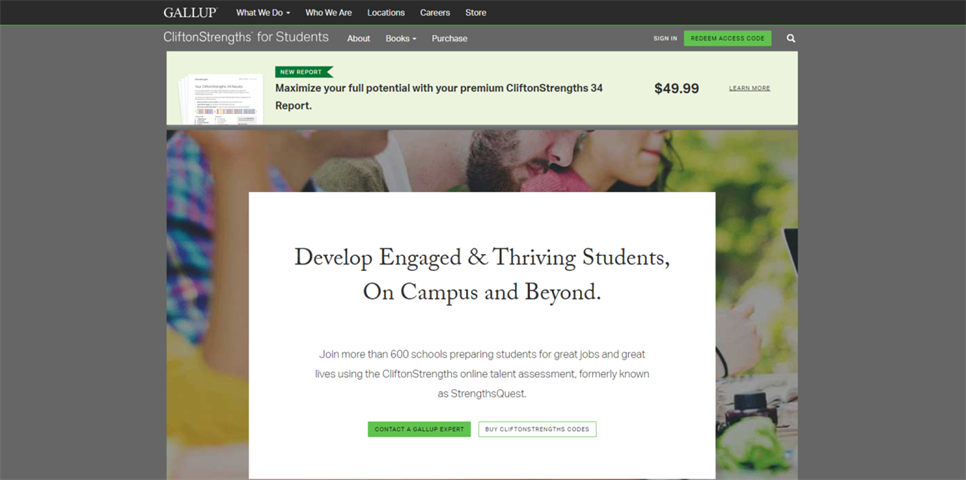 GALLUP®
What We Do Who We Are Locations Careers Store
CliftonStrengths® for Students About Books Purchase SIGN IN REDEEM ACCESS CODE
NEW REPORT
Maximize your full potential with your premium CliftonStrengths 34
Report.
$49.99 LEARN MORE
Develop Engaged & Thriving Students,
On Campus and Beyond.
Join more than 600 schools preparing students for great jobs and great
lives using the CliftonStrengths online talent assessment, formerly known
as StrengthsQuest.
CONTACT A GALLUP EXPERT BUY CLIFTONSTRENGTHS CODES